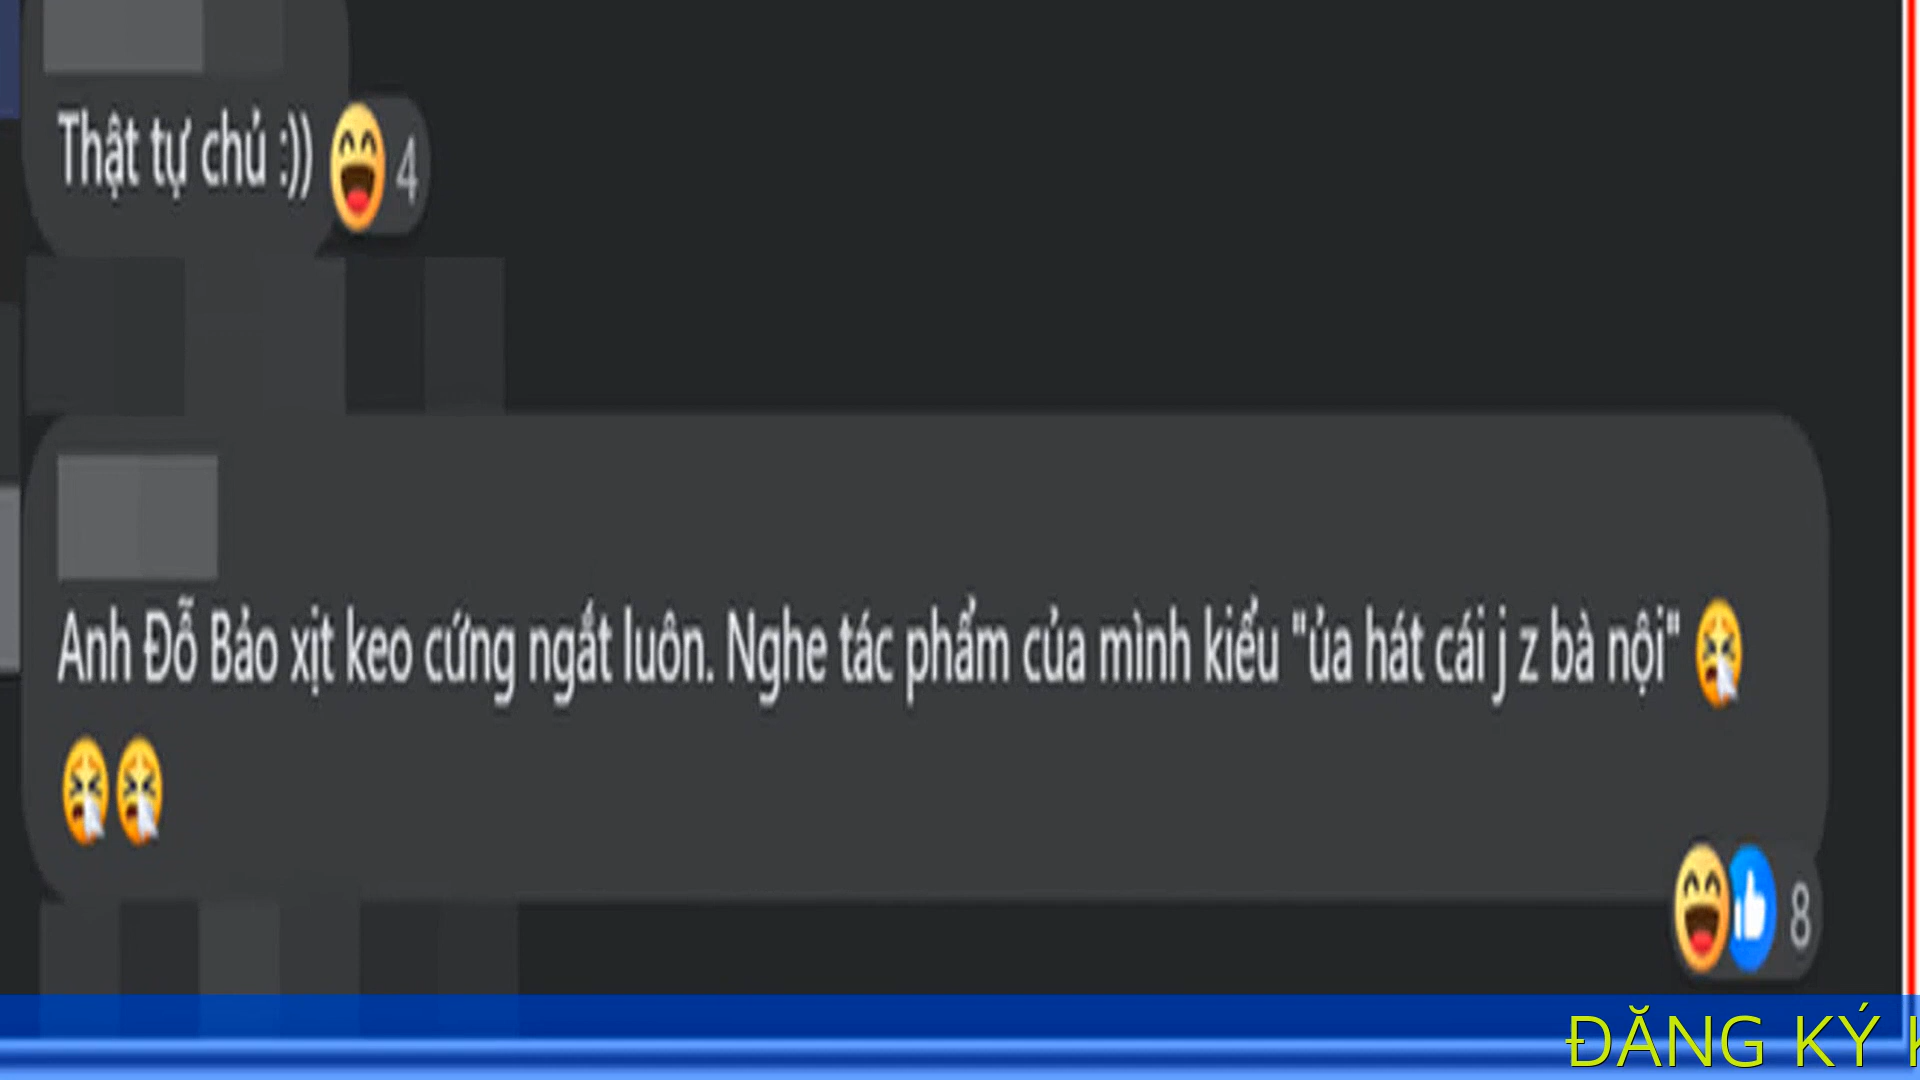 Thật tự chủ :)) 😆 4
Anh Đỗ Bảo xịt keo cứng ngắt luôn. Nghe tác phẩm của mình kiểu "ủa hát cái j z bà nội" 🤧
🤧🤧
😆👍 8
ĐĂNG KÝ